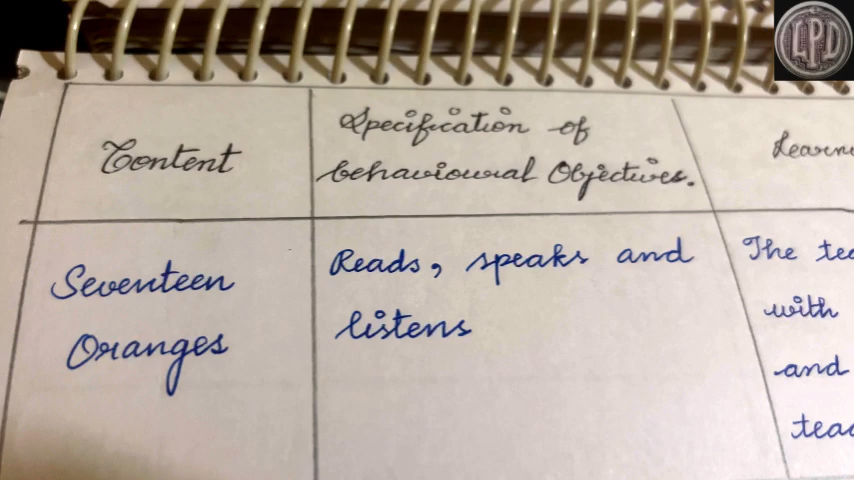 LPD
Content
Specification of
behavioural Objectives.
Seventeen
Oranges
Reads, speaks and
listens
The
with
and